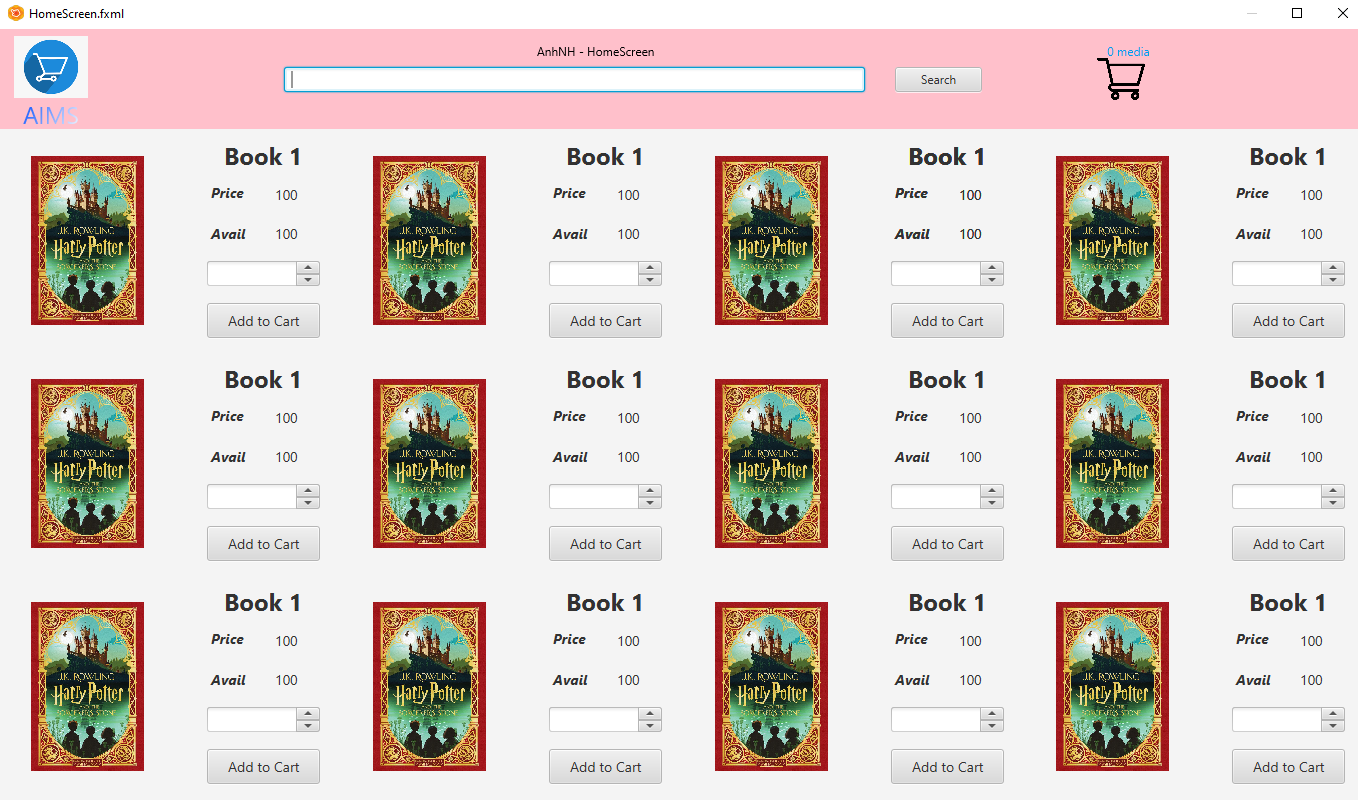 HomeScreen.fxml
AnhNH - HomeScreen
0 media
Search
AIMS
Book 1 Book 1 Book 1 Book 1
J.K. ROWLING J.K. ROWLING J.K. ROWLING J.K. ROWLING
Harry Potter Harry Potter Harry Potter Harry Potter
Price 100 Price 100 Price 100 Price 100
Avail 100 Avail 100 Avail 100 Avail 100
Add to Cart Add to Cart Add to Cart Add to Cart
Book 1 Book 1 Book 1 Book 1
J.K. ROWLING J.K. ROWLING J.K. ROWLING J.K. ROWLING
Harry Potter Harry Potter Harry Potter Harry Potter
Price 100 Price 100 Price 100 Price 100
Avail 100 Avail 100 Avail 100 Avail 100
Add to Cart Add to Cart Add to Cart Add to Cart
Book 1 Book 1 Book 1 Book 1
J.K. ROWLING J.K. ROWLING J.K. ROWLING J.K. ROWLING
Harry Potter Harry Potter Harry Potter Harry Potter
Price 100 Price 100 Price 100 Price 100
Avail 100 Avail 100 Avail 100 Avail 100
Add to Cart Add to Cart Add to Cart Add to Cart